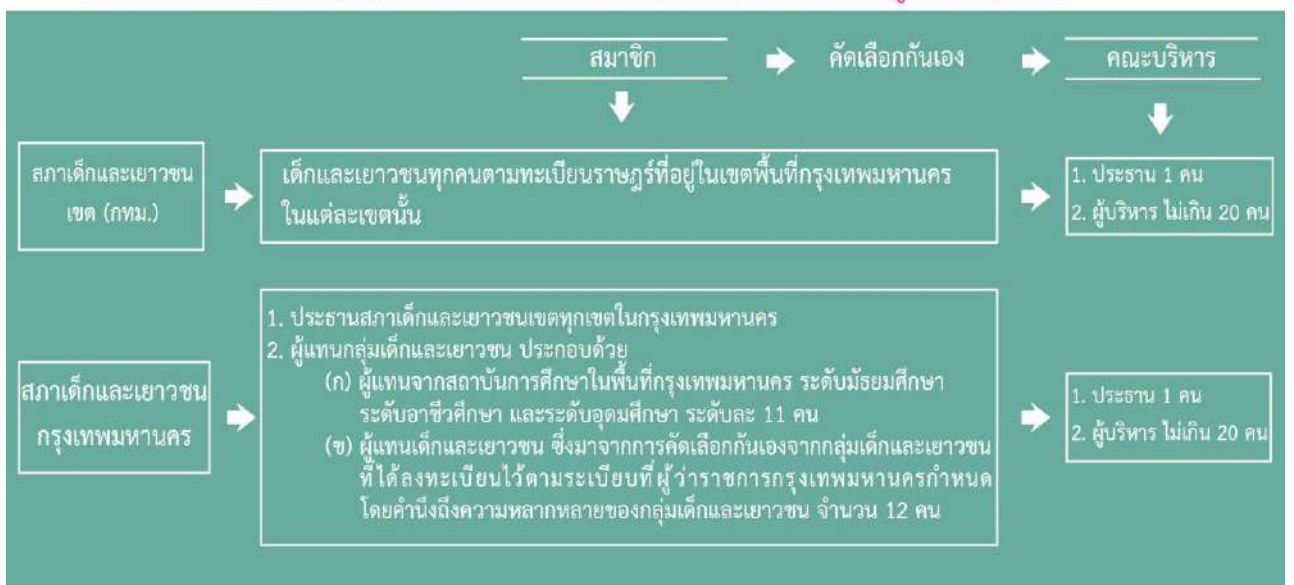 สมาชิก
คัดเลือกกันเอง
คณะบริหาร
สภาเด็กและเยาวชน
เขต (กทม.)
เด็กและเยาวชนทุกคนตามทะเบียนราษฎร์ที่อยู่ในเขตพื้นที่กรุงเทพมหานคร
ในแต่ละเขตนั้น
1. ประธาน 1 คน
2. ผู้บริหาร ไม่เกิน 20 คน
สภาเด็กและเยาวชน
กรุงเทพมหานคร
1. ประธานสภาเด็กและเยาวชนเขตทุกเขตในกรุงเทพมหานคร
2. ผู้แทนกลุ่มเด็กและเยาวชน ประกอบด้วย
(ก) ผู้แทนจากสถาบันการศึกษาในพื้นที่กรุงเทพมหานคร ระดับมัธยมศึกษา
ระดับอาชีวศึกษา และระดับอุดมศึกษา ระดับละ 11 คน
(ข) ผู้แทนเด็กและเยาวชน ซึ่งมาจากการคัดเลือกกันเองจากกลุ่มเด็กและเยาวชน
ที่ได้ลงทะเบียนไว้ตามระเบียบที่ผู้ว่าราชการกรุงเทพมหานครกำหนด
โดยคำนึงถึงความหลากหลายของกลุ่มเด็กและเยาวชน จำนวน 12 คน
1. ประธาน 1 คน
2. ผู้บริหาร ไม่เกิน 20 คน